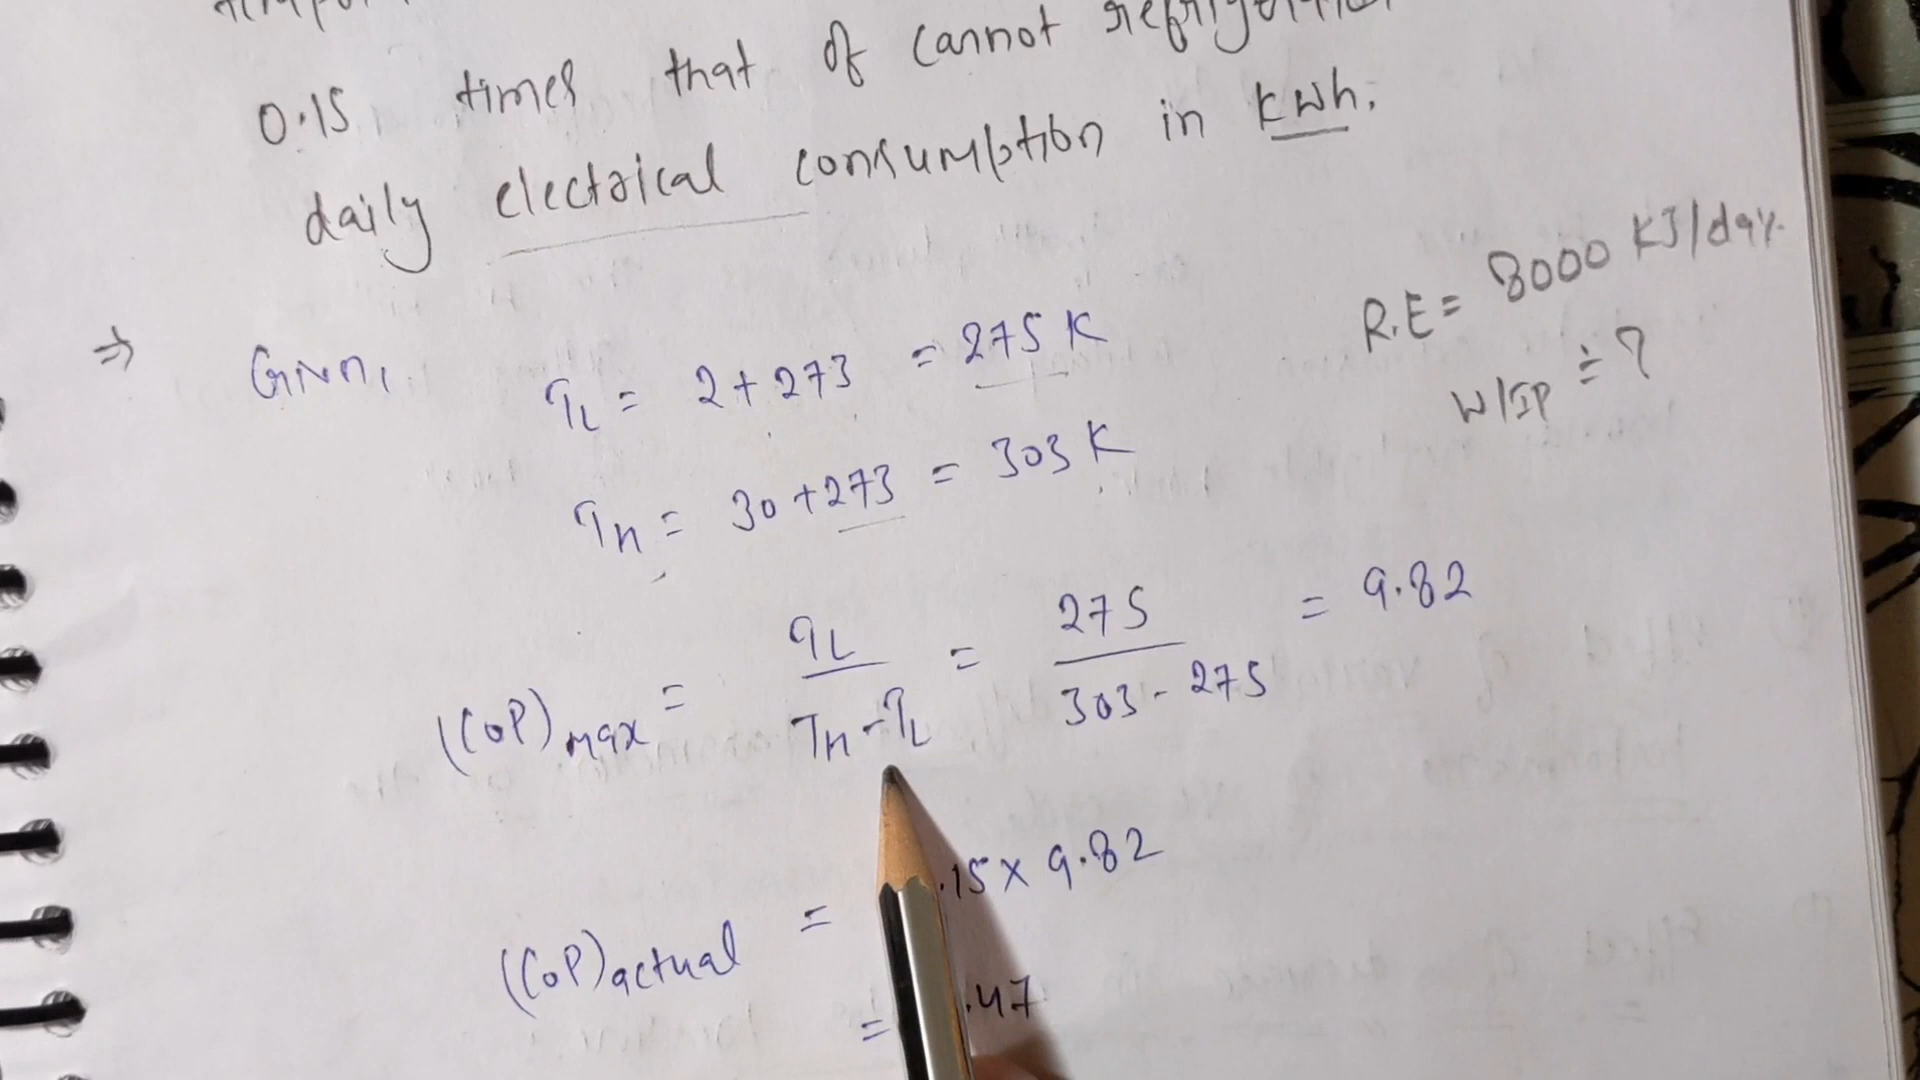 0.15 times that of cannot
daily electrical consumption in kwh.
R.E = 8000 KJ/day.
W/IP = ?
⇒ Given,
TL = 2 + 273 = 275 K
TH = 30 + 273 = 303 K
(COP)max = TL / TH - TL = 275 / 303 - 275 = 9.82
(COP)actual = .15 x 9.82
= .47